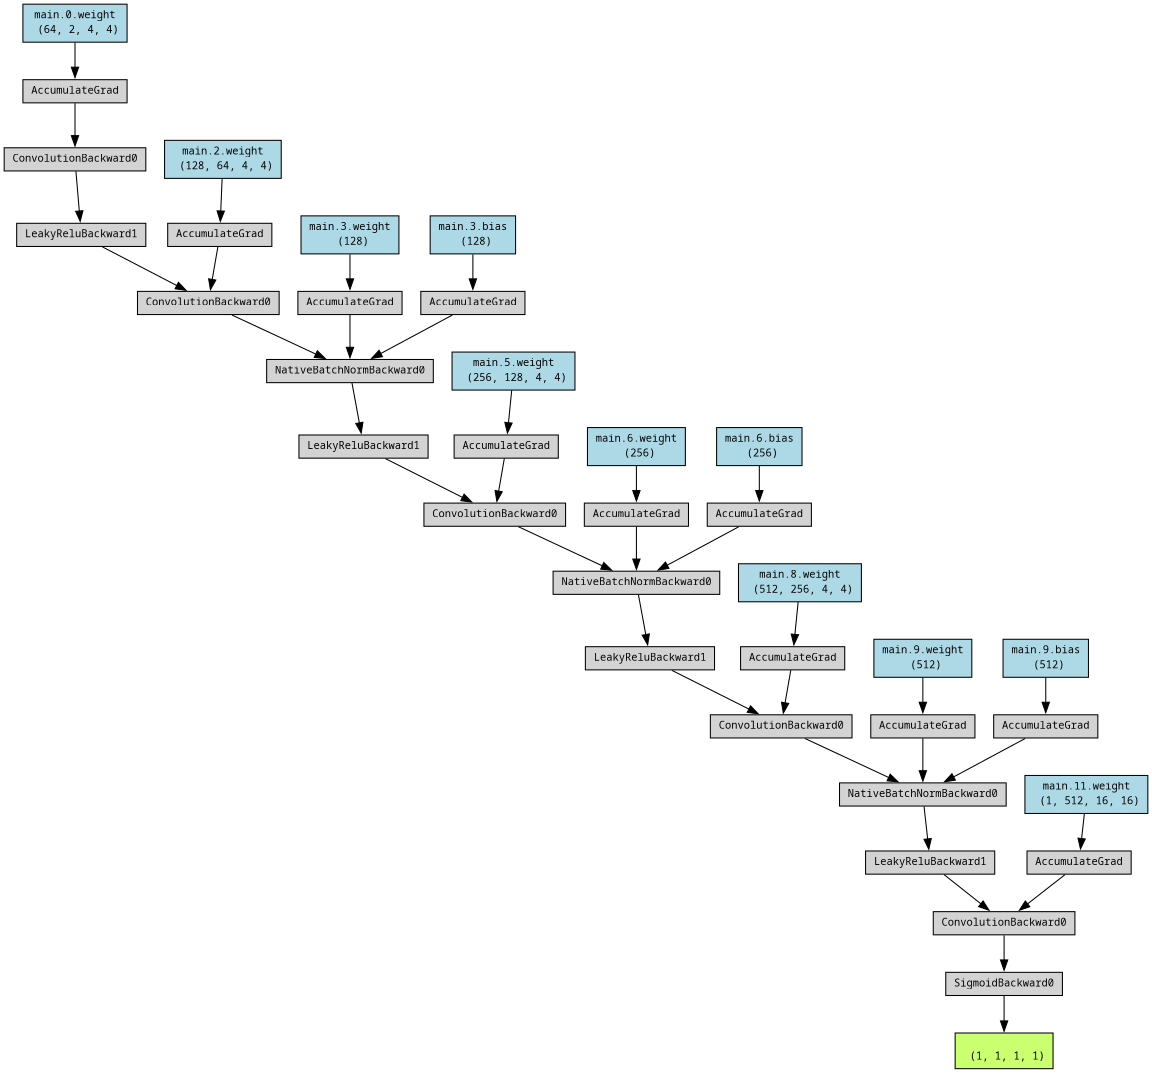 main.0.weight
(64, 2, 4, 4)
AccumulateGrad
ConvolutionBackward0
main.2.weight
(128, 64, 4, 4)
LeakyReluBackward1
AccumulateGrad
main.3.weight
(128)
main.3.bias
(128)
ConvolutionBackward0
AccumulateGrad
AccumulateGrad
NativeBatchNormBackward0
main.5.weight
(256, 128, 4, 4)
LeakyReluBackward1
AccumulateGrad
main.6.weight
(256)
main.6.bias
(256)
ConvolutionBackward0
AccumulateGrad
AccumulateGrad
NativeBatchNormBackward0
main.8.weight
(512, 256, 4, 4)
LeakyReluBackward1
AccumulateGrad
main.9.weight
(512)
main.9.bias
(512)
ConvolutionBackward0
AccumulateGrad
AccumulateGrad
NativeBatchNormBackward0
main.11.weight
(1, 512, 16, 16)
LeakyReluBackward1
AccumulateGrad
ConvolutionBackward0
SigmoidBackward0
(1, 1, 1, 1)